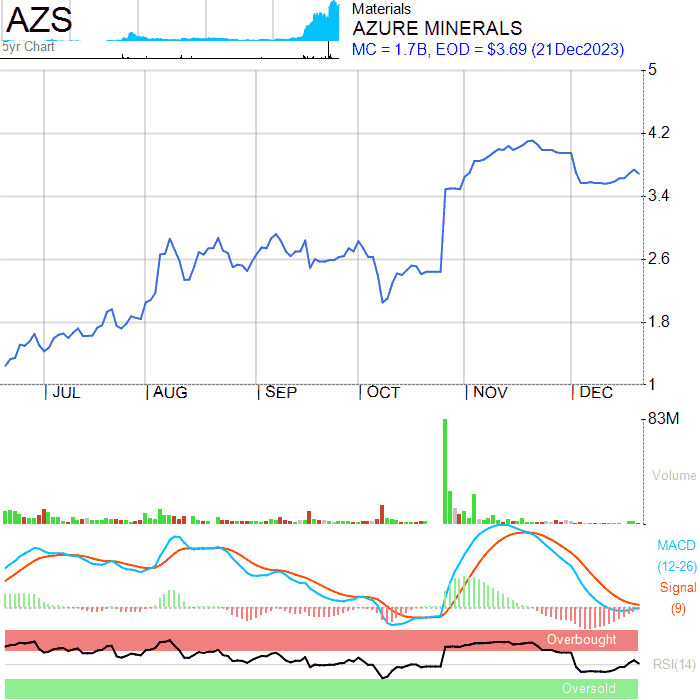 AZS
5yr Chart
Materials
AZURE MINERALS
MC = 1.7B, EOD = $3.69 (21Dec2023)
5
4.2
3.4
2.6
1.8
1
JUL AUG SEP OCT NOV DEC
83M
Volume
MACD
(12-26)
Signal
(9)
Overbought
RSI(14)
Oversold